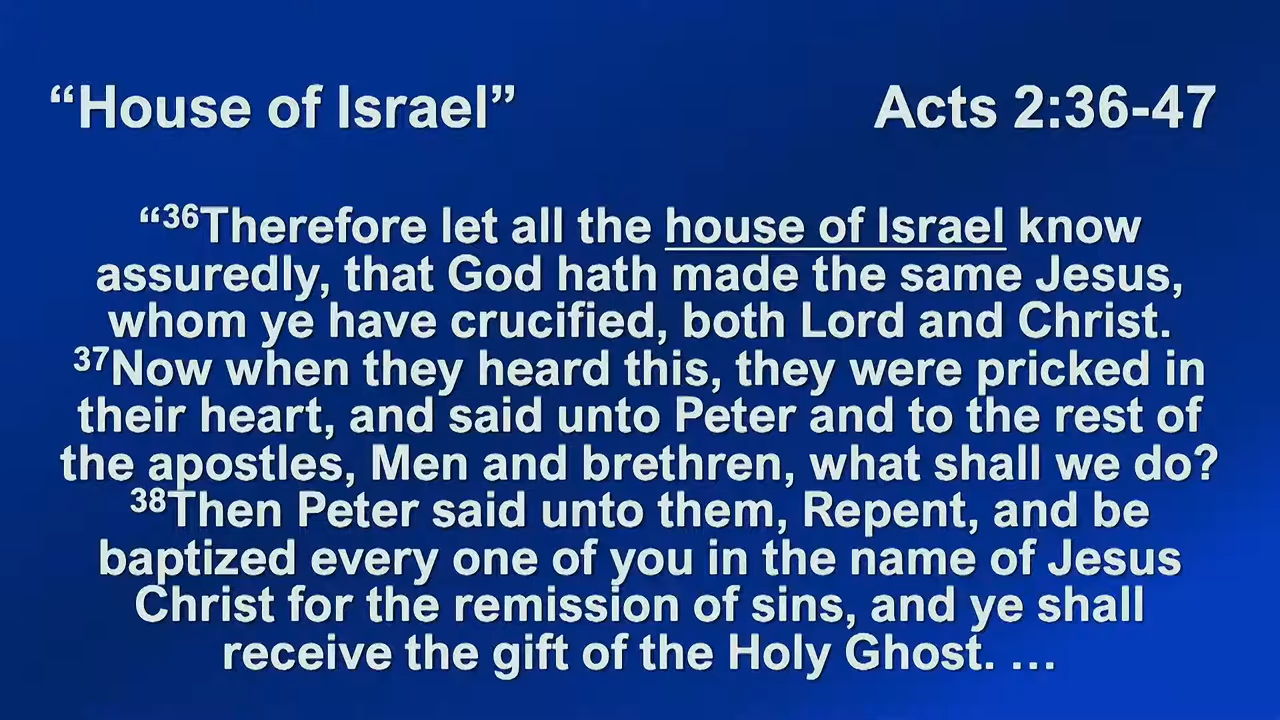 “House of Israel” Acts 2:36-47
“36Therefore let all the house of Israel know
assuredly, that God hath made the same Jesus,
whom ye have crucified, both Lord and Christ.
37Now when they heard this, they were pricked in
their heart, and said unto Peter and to the rest of
the apostles, Men and brethren, what shall we do?
38Then Peter said unto them, Repent, and be
baptized every one of you in the name of Jesus
Christ for the remission of sins, and ye shall
receive the gift of the Holy Ghost. …